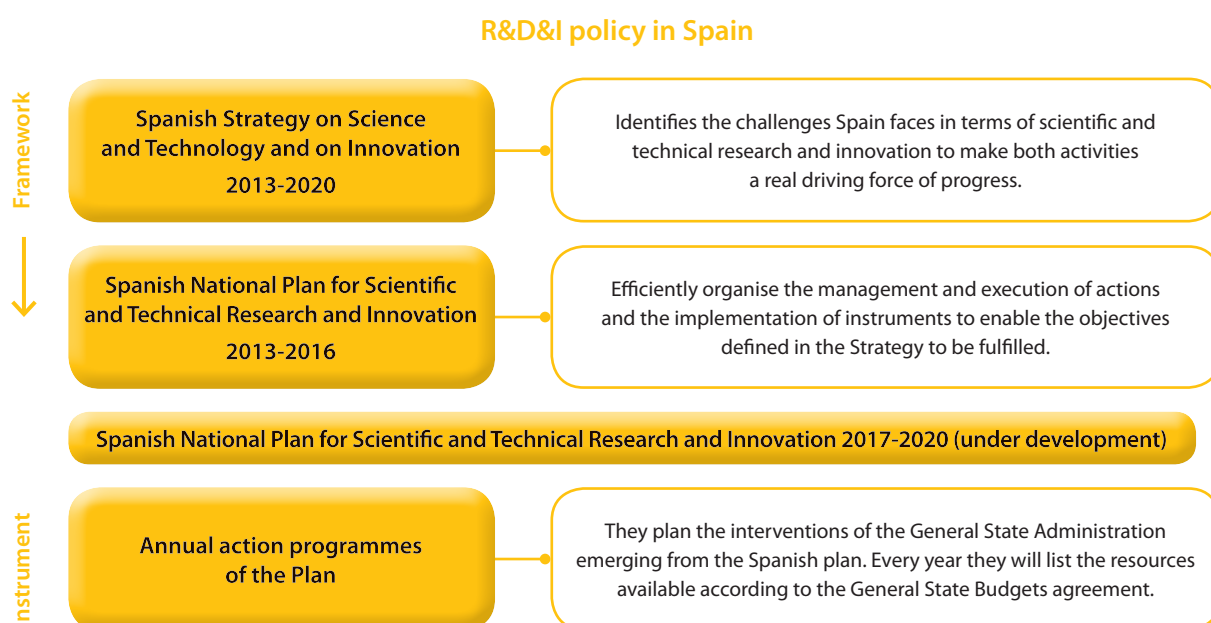 R&D&I policy in Spain
Framework
Spanish Strategy on Science
and Technology and on Innovation
2013-2020
Identifies the challenges Spain faces in terms of scientific and
technical research and innovation to make both activities
a real driving force of progress.
Spanish National Plan for Scientific
and Technical Research and Innovation
2013-2016
Efficiently organise the management and execution of actions
and the implementation of instruments to enable the objectives
defined in the Strategy to be fulfilled.
Spanish National Plan for Scientific and Technical Research and Innovation 2017-2020 (under development)
nstrument
Annual action programmes
of the Plan
They plan the interventions of the General State Administration
emerging from the Spanish plan. Every year they will list the resources
available according to the General State Budgets agreement.